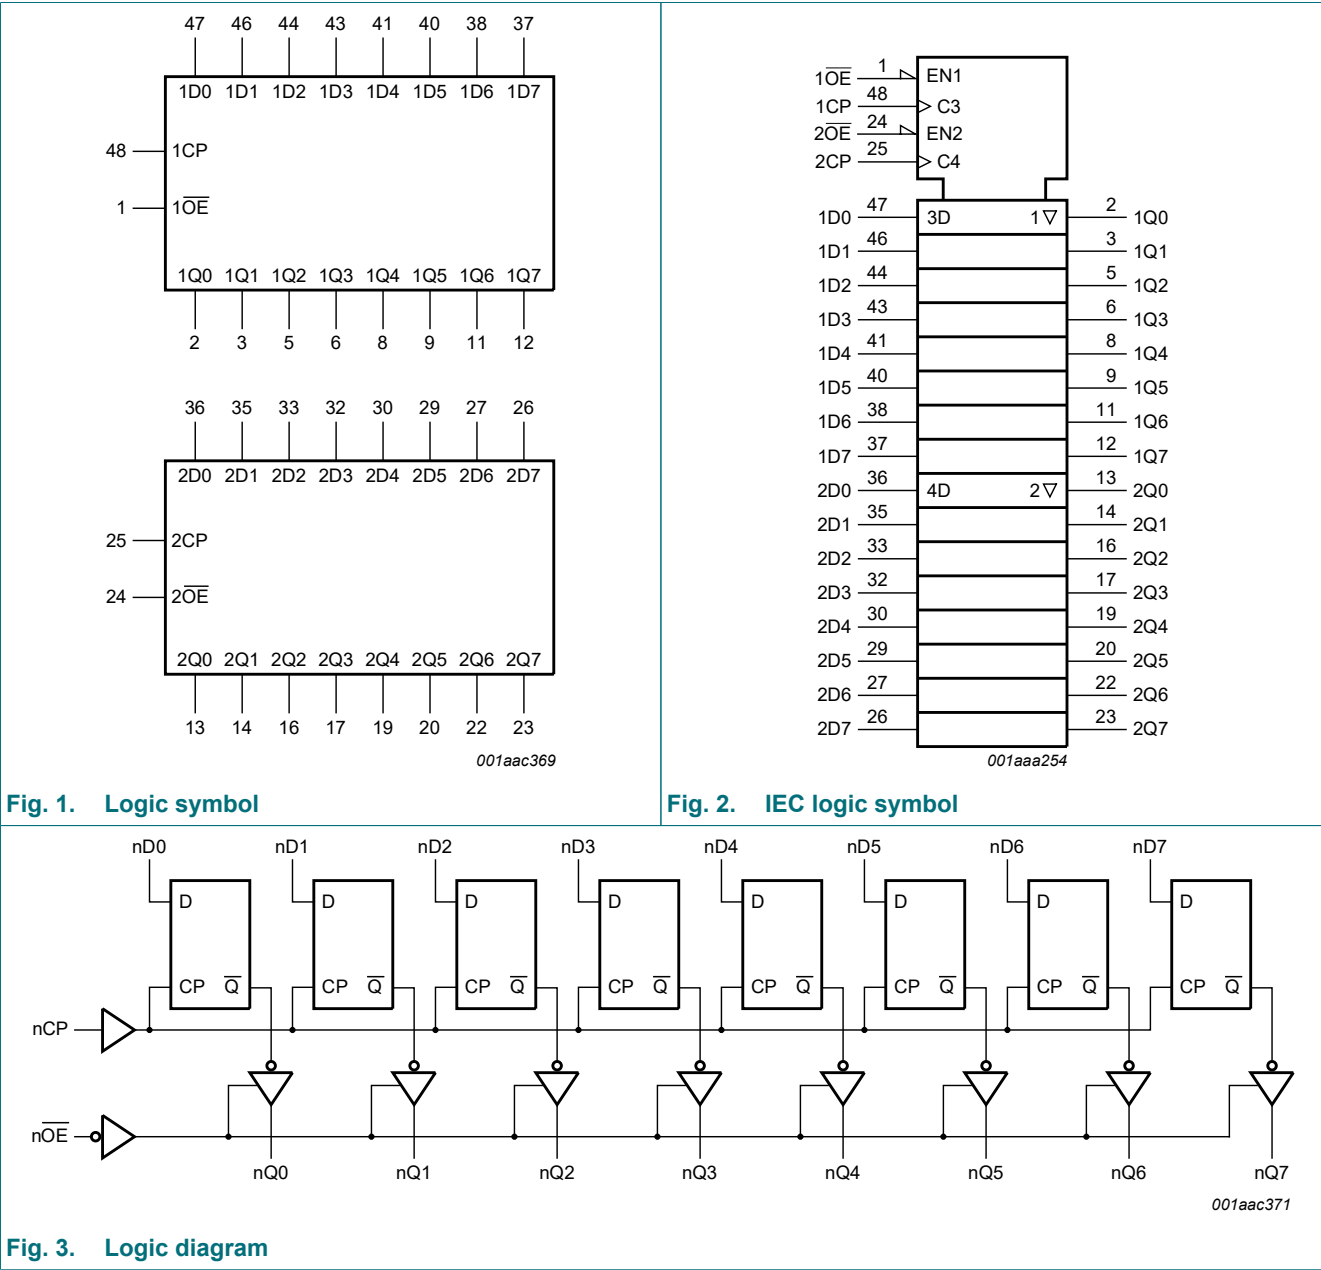 47 46 44 43 41 40 38 37
1D0 1D1 1D2 1D3 1D4 1D5 1D6 1D7
48 1CP
1 1O̅E̅
1Q0 1Q1 1Q2 1Q3 1Q4 1Q5 1Q6 1Q7
2 3 5 6 8 9 11 12
36 35 33 32 30 29 27 26
2D0 2D1 2D2 2D3 2D4 2D5 2D6 2D7
25 2CP
24 2O̅E̅
2Q0 2Q1 2Q2 2Q3 2Q4 2Q5 2Q6 2Q7
13 14 16 17 19 20 22 23
001aac369
Fig. 1. Logic symbol
1O̅E̅ 1 EN1
1CP 48 C3
2O̅E̅ 24 EN2
2CP 25 C4
1D0 47 3D 1▽ 2 1Q0
1D1 46 3 1Q1
1D2 44 5 1Q2
1D3 43 6 1Q3
1D4 41 8 1Q4
1D5 40 9 1Q5
1D6 38 11 1Q6
1D7 37 12 1Q7
2D0 36 4D 2▽ 13 2Q0
2D1 35 14 2Q1
2D2 33 16 2Q2
2D3 32 17 2Q3
2D4 30 19 2Q4
2D5 29 20 2Q5
2D6 27 22 2Q6
2D7 26 23 2Q7
001aaa254
Fig. 2. IEC logic symbol
nD0 nD1 nD2 nD3 nD4 nD5 nD6 nD7
D D D D D D D D
CP Q̅ CP Q̅ CP Q̅ CP Q̅ CP Q̅ CP Q̅ CP Q̅ CP Q̅
nCP
nO̅E̅
nQ0 nQ1 nQ2 nQ3 nQ4 nQ5 nQ6 nQ7
001aac371
Fig. 3. Logic diagram